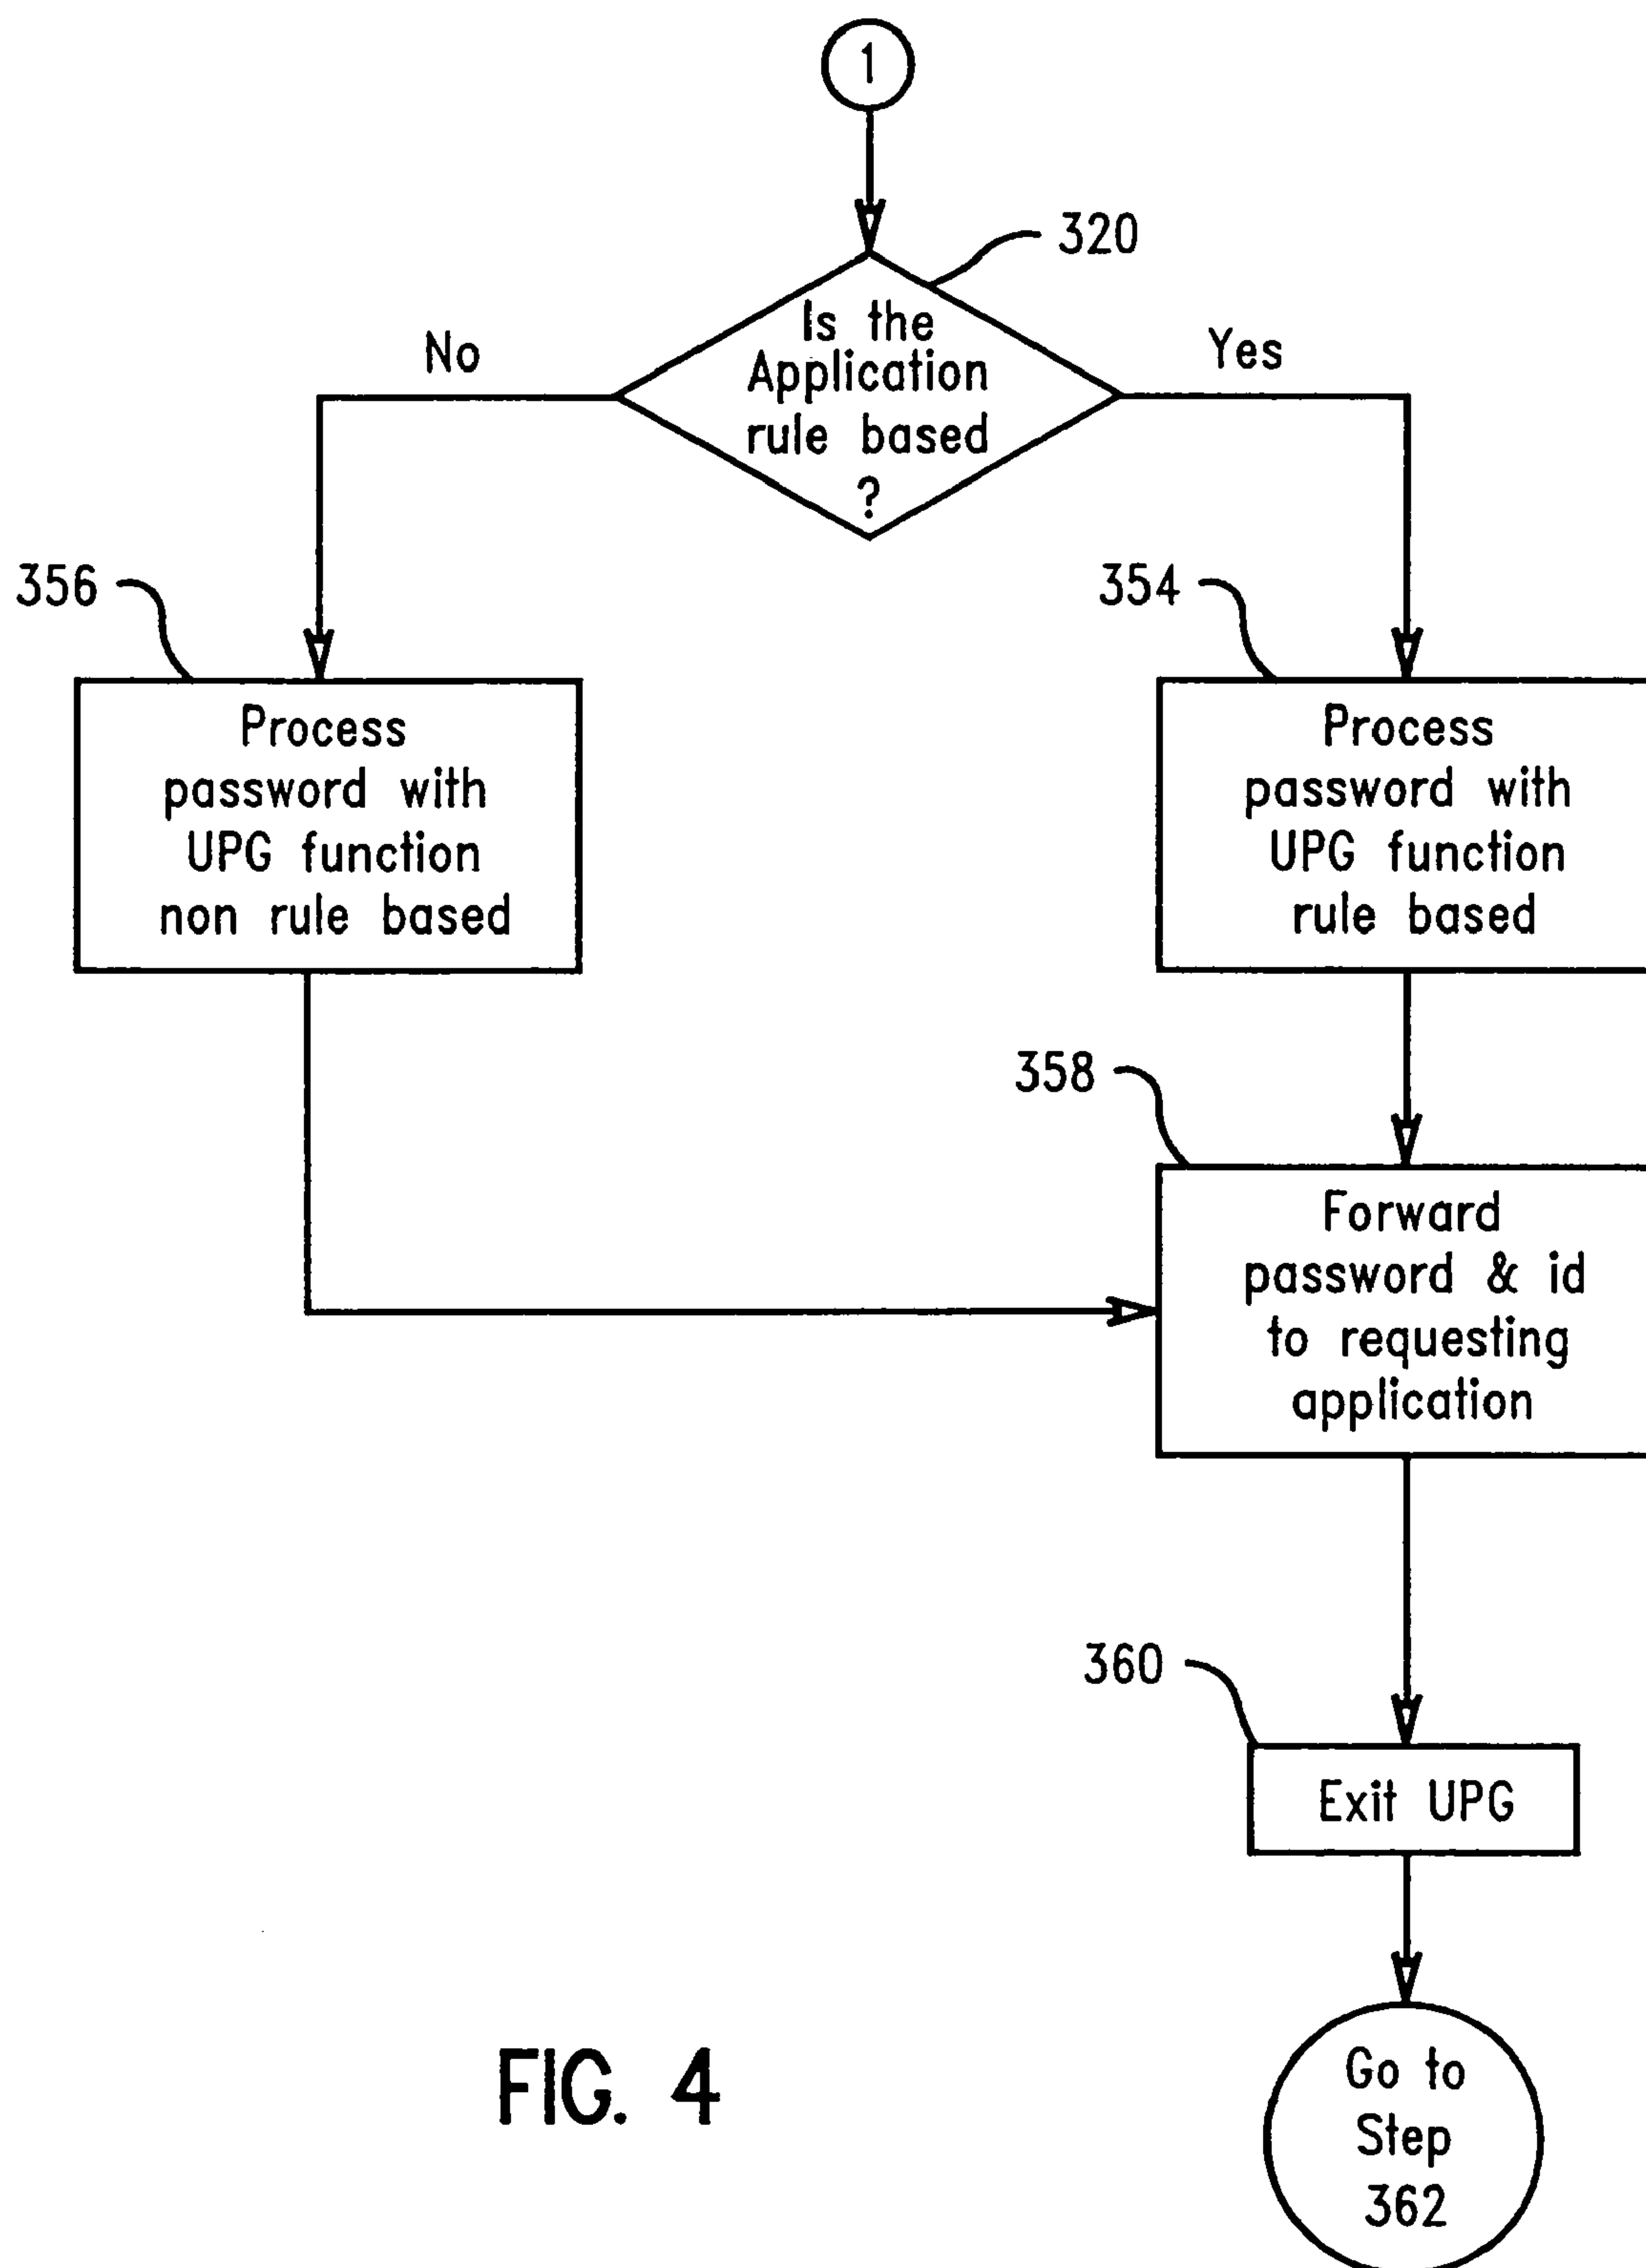 1
320
Is the
Application
rule based
?
No
Yes
356
354
Process
password with
UPG function
non rule based
Process
password with
UPG function
rule based
358
Forward
password & id
to requesting
application
360
Exit UPG
Go to
Step
362
FIG. 4